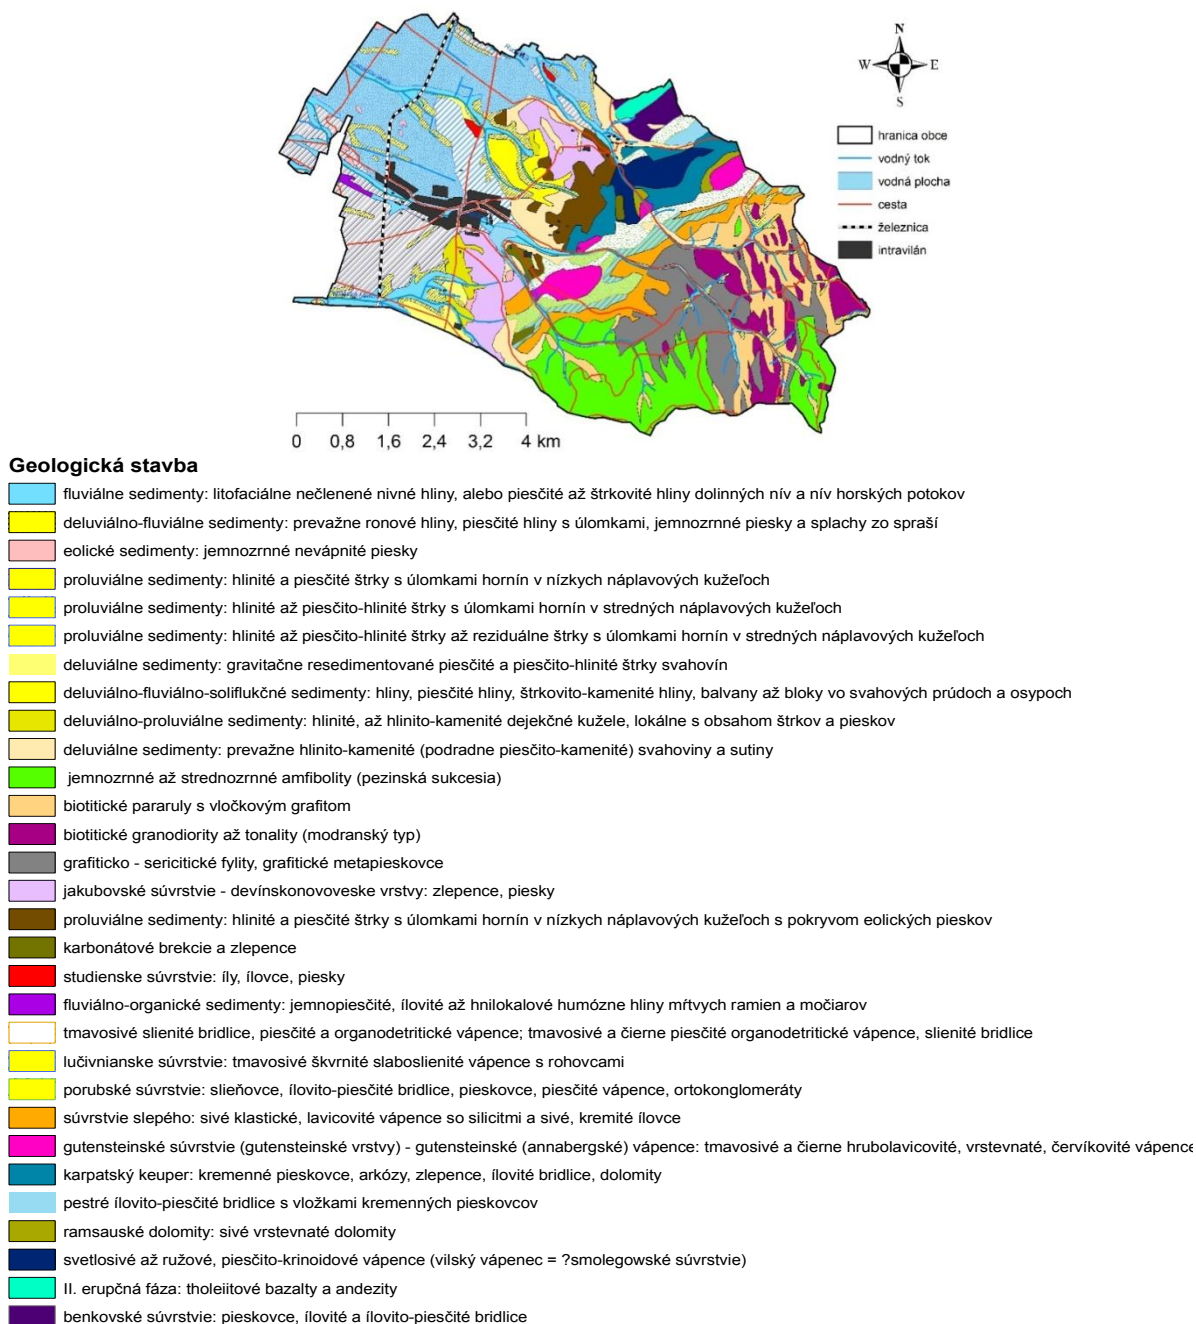 N
W E
S
hranica obce
vodný tok
vodná plocha
cesta
železnica
intravilán
0 0,8 1,6 2,4 3,2 4 km
Geologická stavba
fluviálne sedimenty: litofaciálne nečlenené nivné hliny, alebo piesčité až štrkovité hliny dolinných nív a nív horských potokov
deluviálno-fluviálne sedimenty: prevažne ronové hliny, piesčité hliny s úlomkami, jemnozrnné piesky a splachy zo spraší
eolické sedimenty: jemnozrnné nevápnité piesky
proluviálne sedimenty: hlinité a piesčité štrky s úlomkami hornín v nízkych náplavových kužeľoch
proluviálne sedimenty: hlinité až piesčito-hlinité štrky s úlomkami hornín v stredných náplavových kužeľoch
proluviálne sedimenty: hlinité až piesčito-hlinité štrky až reziduálne štrky s úlomkami hornín v stredných náplavových kužeľoch
deluviálne sedimenty: gravitačne resedimentované piesčité a piesčito-hlinité štrky svahovín
deluviálno-fluviálno-soliflukčné sedimenty: hliny, piesčité hliny, štrkovito-kamenité hliny, balvany až bloky vo svahových prúdoch a osypoch
deluviálno-proluviálne sedimenty: hlinité, až hlinito-kamenité dejekčné kužele, lokálne s obsahom štrkov a pieskov
deluviálne sedimenty: prevažne hlinito-kamenité (podradne piesčito-kamenité) svahoviny a sutiny
jemnozrnné až strednozrnné amfibolity (pezinská sukcesia)
biotitické pararuly s vločkovým grafitom
biotitické granodiority až tonality (modranský typ)
grafiticko - sericitické fylity, grafitické metapieskovce
jakubovské súvrstvie - devínskonovoveske vrstvy: zlepence, piesky
proluviálne sedimenty: hlinité a piesčité štrky s úlomkami hornín v nízkych náplavových kužeľoch s pokryvom eolických pieskov
karbonátové brekcie a zlepence
studienske súvrstvie: íly, ílovce, piesky
fluviálno-organické sedimenty: jemnopiesčité, ílovité až hnilokalové humózne hliny mŕtvych ramien a močiarov
tmavosivé slienité bridlice, piesčité a organodetritické vápence; tmavosivé a čierne piesčité organodetritické vápence, slienité bridlice
lučivnianske súvrstvie: tmavosivé škvrnité slaboslienité vápence s rohovcami
porubské súvrstvie: slieňovce, ílovito-piesčité bridlice, pieskovce, piesčité vápence, ortokonglomeráty
súvrstvie slepého: sivé klastické, lavicovité vápence so silicitmi a sivé, kremité ílovce
gutensteinské súvrstvie (gutensteinské vrstvy) - gutensteinské (annabergské) vápence: tmavosivé a čierne hrubolavicovité, vrstevnaté, červíkovité vápence
karpatský keuper: kremenné pieskovce, arkózy, zlepence, ílovité bridlice, dolomity
pestré ílovito-piesčité bridlice s vložkami kremenných pieskovcov
ramsauské dolomity: sivé vrstevnaté dolomity
svetlosivé až ružové, piesčito-krinoidové vápence (vilský vápenec = ?smolegowské súvrstvie)
II. erupčná fáza: tholeiitové bazalty a andezity
benkovské súvrstvie: pieskovce, ílovité a ílovito-piesčité bridlice